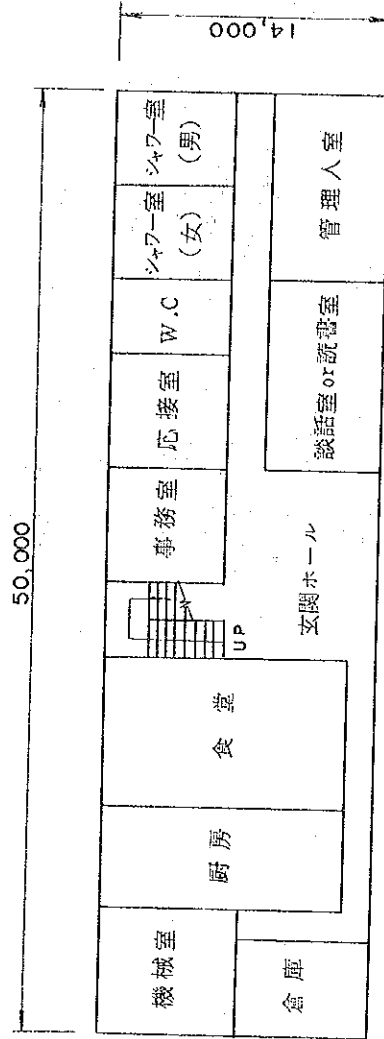 50,000
14,000
機械室
倉庫
厨房
食堂
UP
事務室
応接室
W.C
シャワー室
(女)
シャワー室
(男)
玄関ホール
談話室or読書室
管理人室